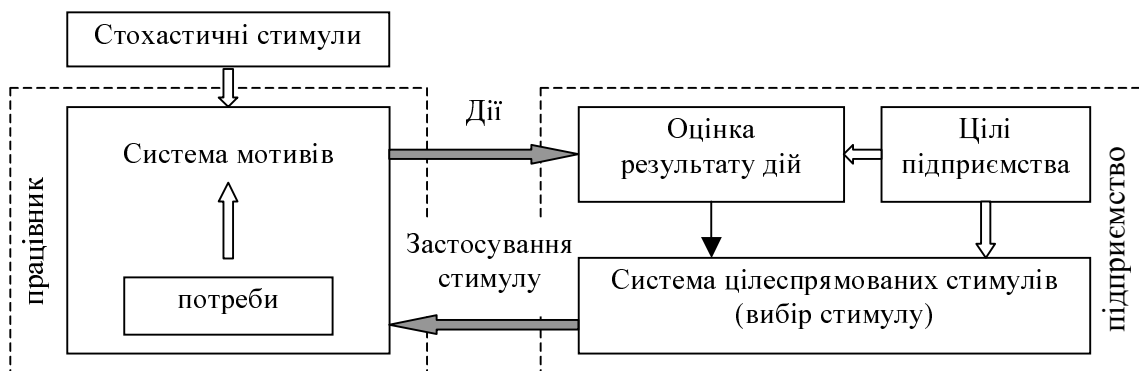 Стохастичні стимули
працівник
Система мотивів
потреби
Дії
Застосування
стимулу
Оцінка
результату дій
Цілі
підприємства
Система цілеспрямованих стимулів
(вибір стимулу)
підприємство